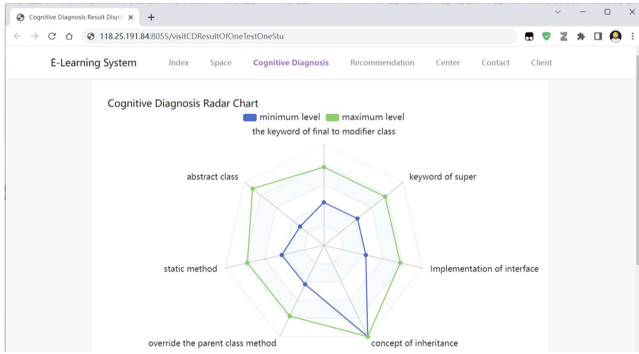 Cognitive Diagnosis Result Displa
118.25.191.84:8055/visitCDResultOfOneTestOneStu
E-Learning System Index Space Cognitive Diagnosis Recommendation Center Contact Client
Cognitive Diagnosis Radar Chart
minimum level maximum level
the keyword of final to modifier class
abstract class keyword of super
static method Implementation of interface
override the parent class method concept of inheritance